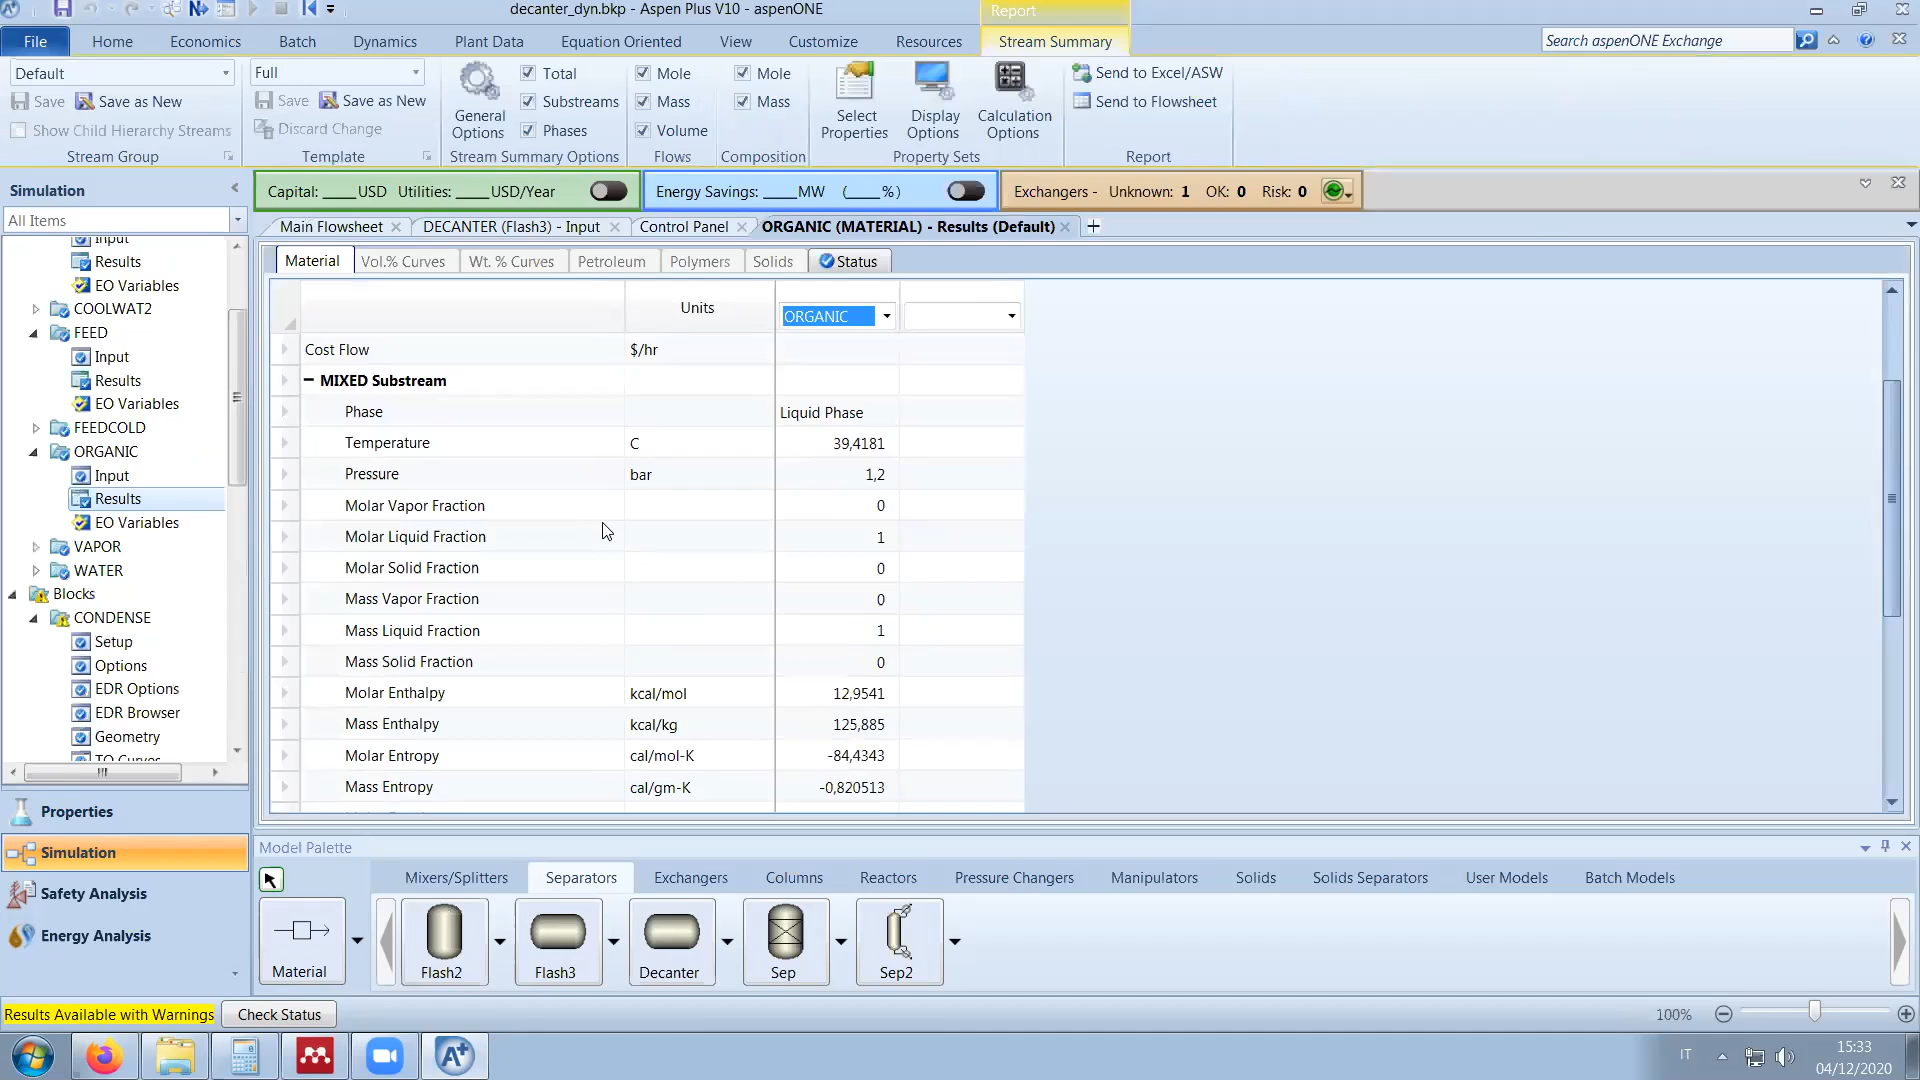 decanter_dyn.bkp - Aspen Plus V10 - aspenONE
Report
File Home Economics Batch Dynamics Plant Data Equation Oriented View Customize Resources Stream Summary
Search aspenONE Exchange
Default
Save Save as New
Show Child Hierarchy Streams
Stream Group
Full
Save Save as New
Discard Change
Template
General Options
Total
Substreams
Phases
Stream Summary Options
Mole
Mass
Volume
Flows
Mole
Mass
Composition
Select Properties
Display Options
Calculation Options
Property Sets
Send to Excel/ASW
Send to Flowsheet
Report
Simulation
All Items
Capital: ____USD Utilities: ____USD/Year
Energy Savings: ____MW (____%)
Exchangers - Unknown: 1 OK: 0 Risk: 0
Main Flowsheet
DECANTER (Flash3) - Input
Control Panel
ORGANIC (MATERIAL) - Results (Default)
Material Vol.% Curves Wt. % Curves Petroleum Polymers Solids Status
Input
Results
EO Variables
COOLWAT2
FEED
Input
Results
EO Variables
FEEDCOLD
ORGANIC
Input
Results
EO Variables
VAPOR
WATER
Blocks
CONDENSE
Setup
Options
EDR Options
EDR Browser
Geometry
TQ Curves
Units ORGANIC
Cost Flow $/hr
MIXED Substream
Phase Liquid Phase
Temperature C 39,4181
Pressure bar 1,2
Molar Vapor Fraction 0
Molar Liquid Fraction 1
Molar Solid Fraction 0
Mass Vapor Fraction 0
Mass Liquid Fraction 1
Mass Solid Fraction 0
Molar Enthalpy kcal/mol 12,9541
Mass Enthalpy kcal/kg 125,885
Molar Entropy cal/mol-K -84,4343
Mass Entropy cal/gm-K -0,820513
Properties
Simulation
Safety Analysis
Energy Analysis
Model Palette
Mixers/Splitters Separators Exchangers Columns Reactors Pressure Changers Manipulators Solids Solids Separators User Models Batch Models
Material
Flash2
Flash3
Decanter
Sep
Sep2
Results Available with Warnings
Check Status
100%
IT
15:33
04/12/2020